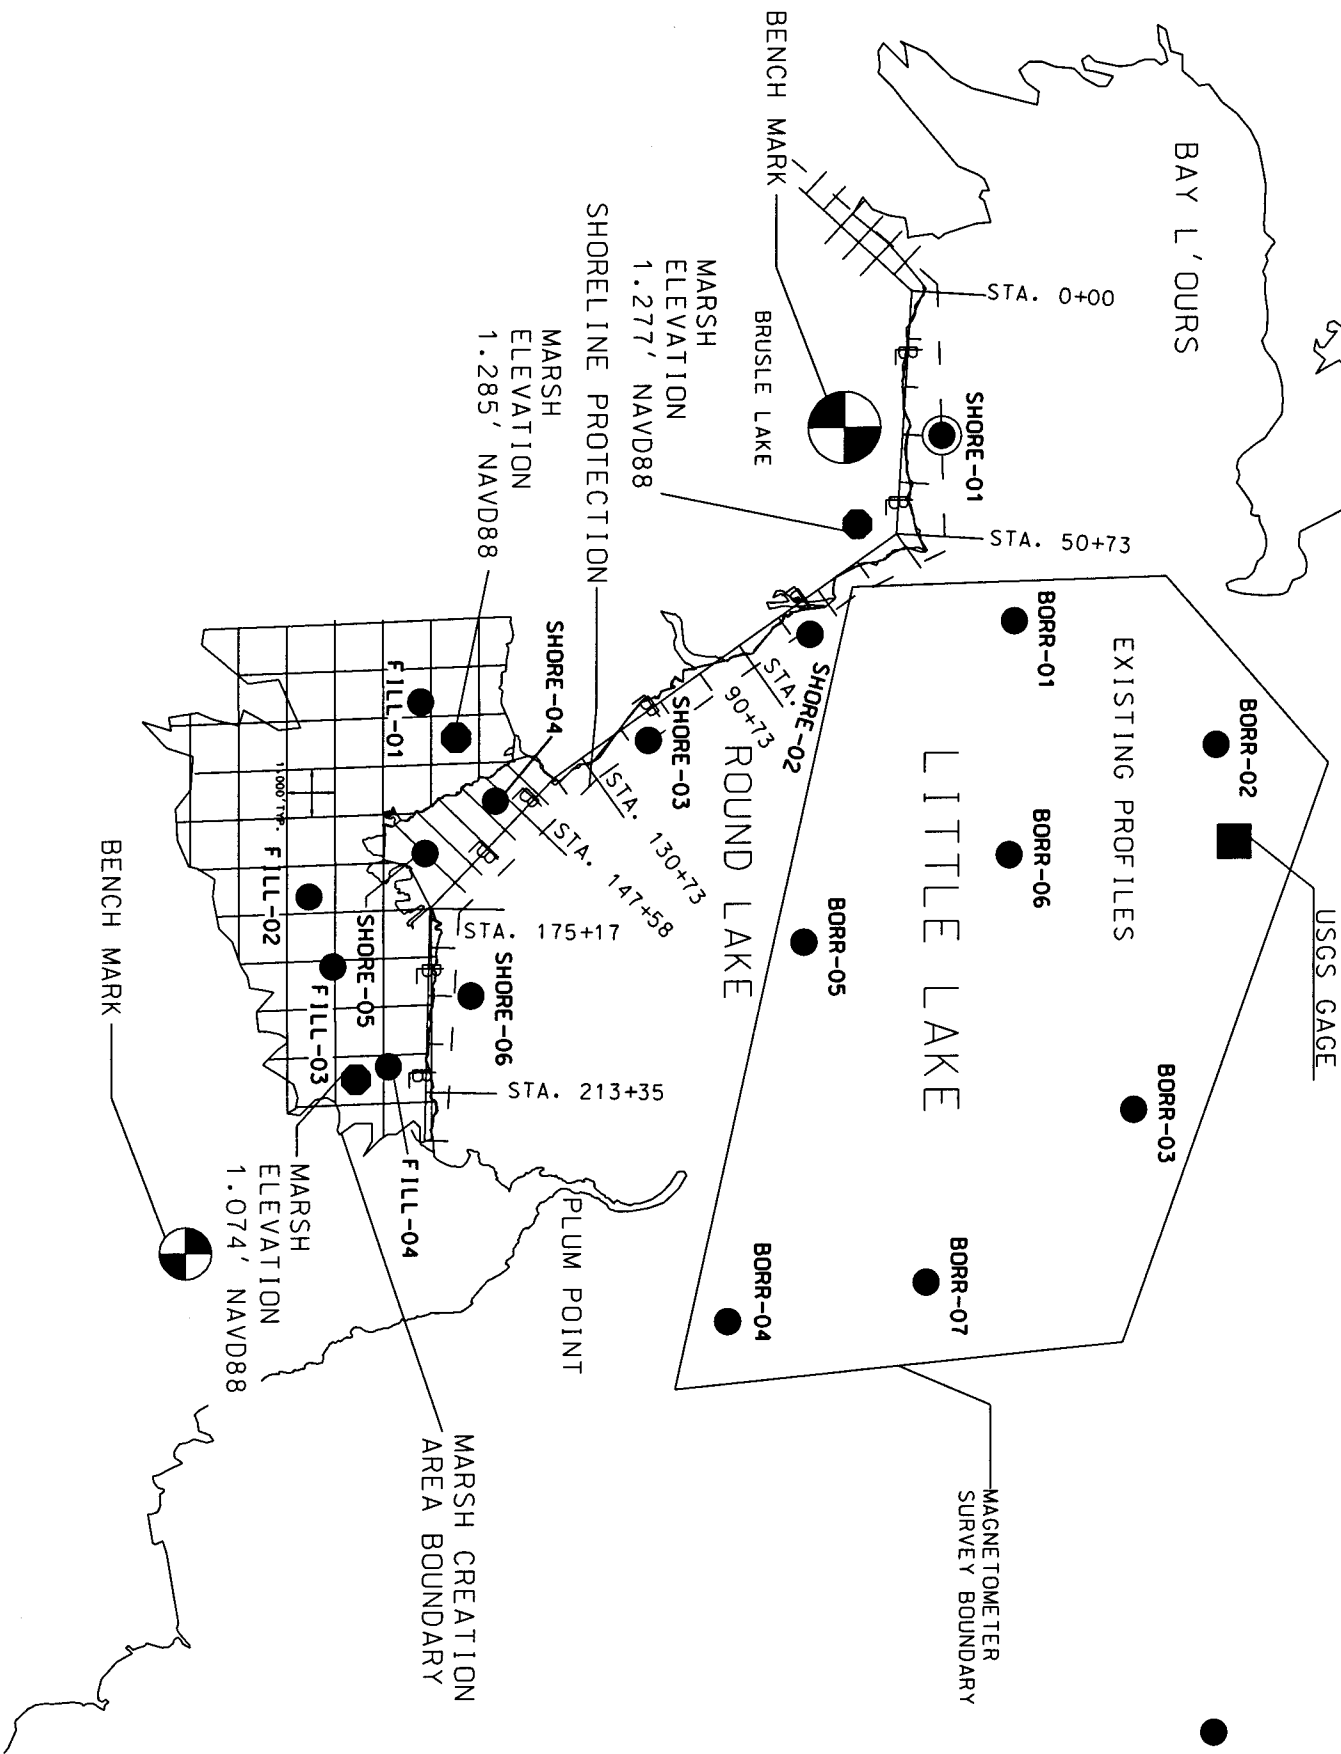 BAY L'OURS
BENCH MARK
STA. 0+00
BRUSLE LAKE
SHORE-01
MARSH
ELEVATION
1.277' NAVD88
STA. 50+73
SHORELINE PROTECTION
MARSH
ELEVATION
1.285' NAVD88
USGS GAGE
BORR-02
EXISTING PROFILES
BORR-01
BORR-06
BORR-03
LITTLE LAKE
BORR-05
BORR-07
BORR-04
SHORE-02
STA. 90+73
ROUND LAKE
SHORE-03
STA. 130+73
SHORE-04
STA. 147+58
STA. 175+17
SHORE-06
STA. 213+35
FILL-01
1,000' TYP.
FILL-02
SHORE-05
FILL-03
FILL-04
PLUM POINT
MARSH
ELEVATION
1.074' NAVD88
BENCH MARK
MARSH CREATION
AREA BOUNDARY
MAGNETOMETER
SURVEY BOUNDARY
B
B
B
B
B
B
B
B